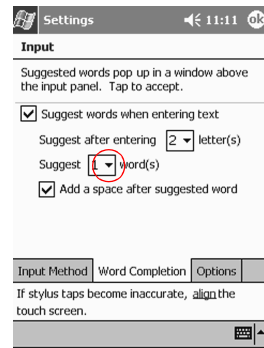 Settings 11:11 ok
Input
Suggested words pop up in a window above
the input panel. Tap to accept.
Suggest words when entering text
Suggest after entering 2 letter(s)
Suggest 1 word(s)
Add a space after suggested word
Input Method Word Completion Options
If stylus taps become inaccurate, align the
touch screen.